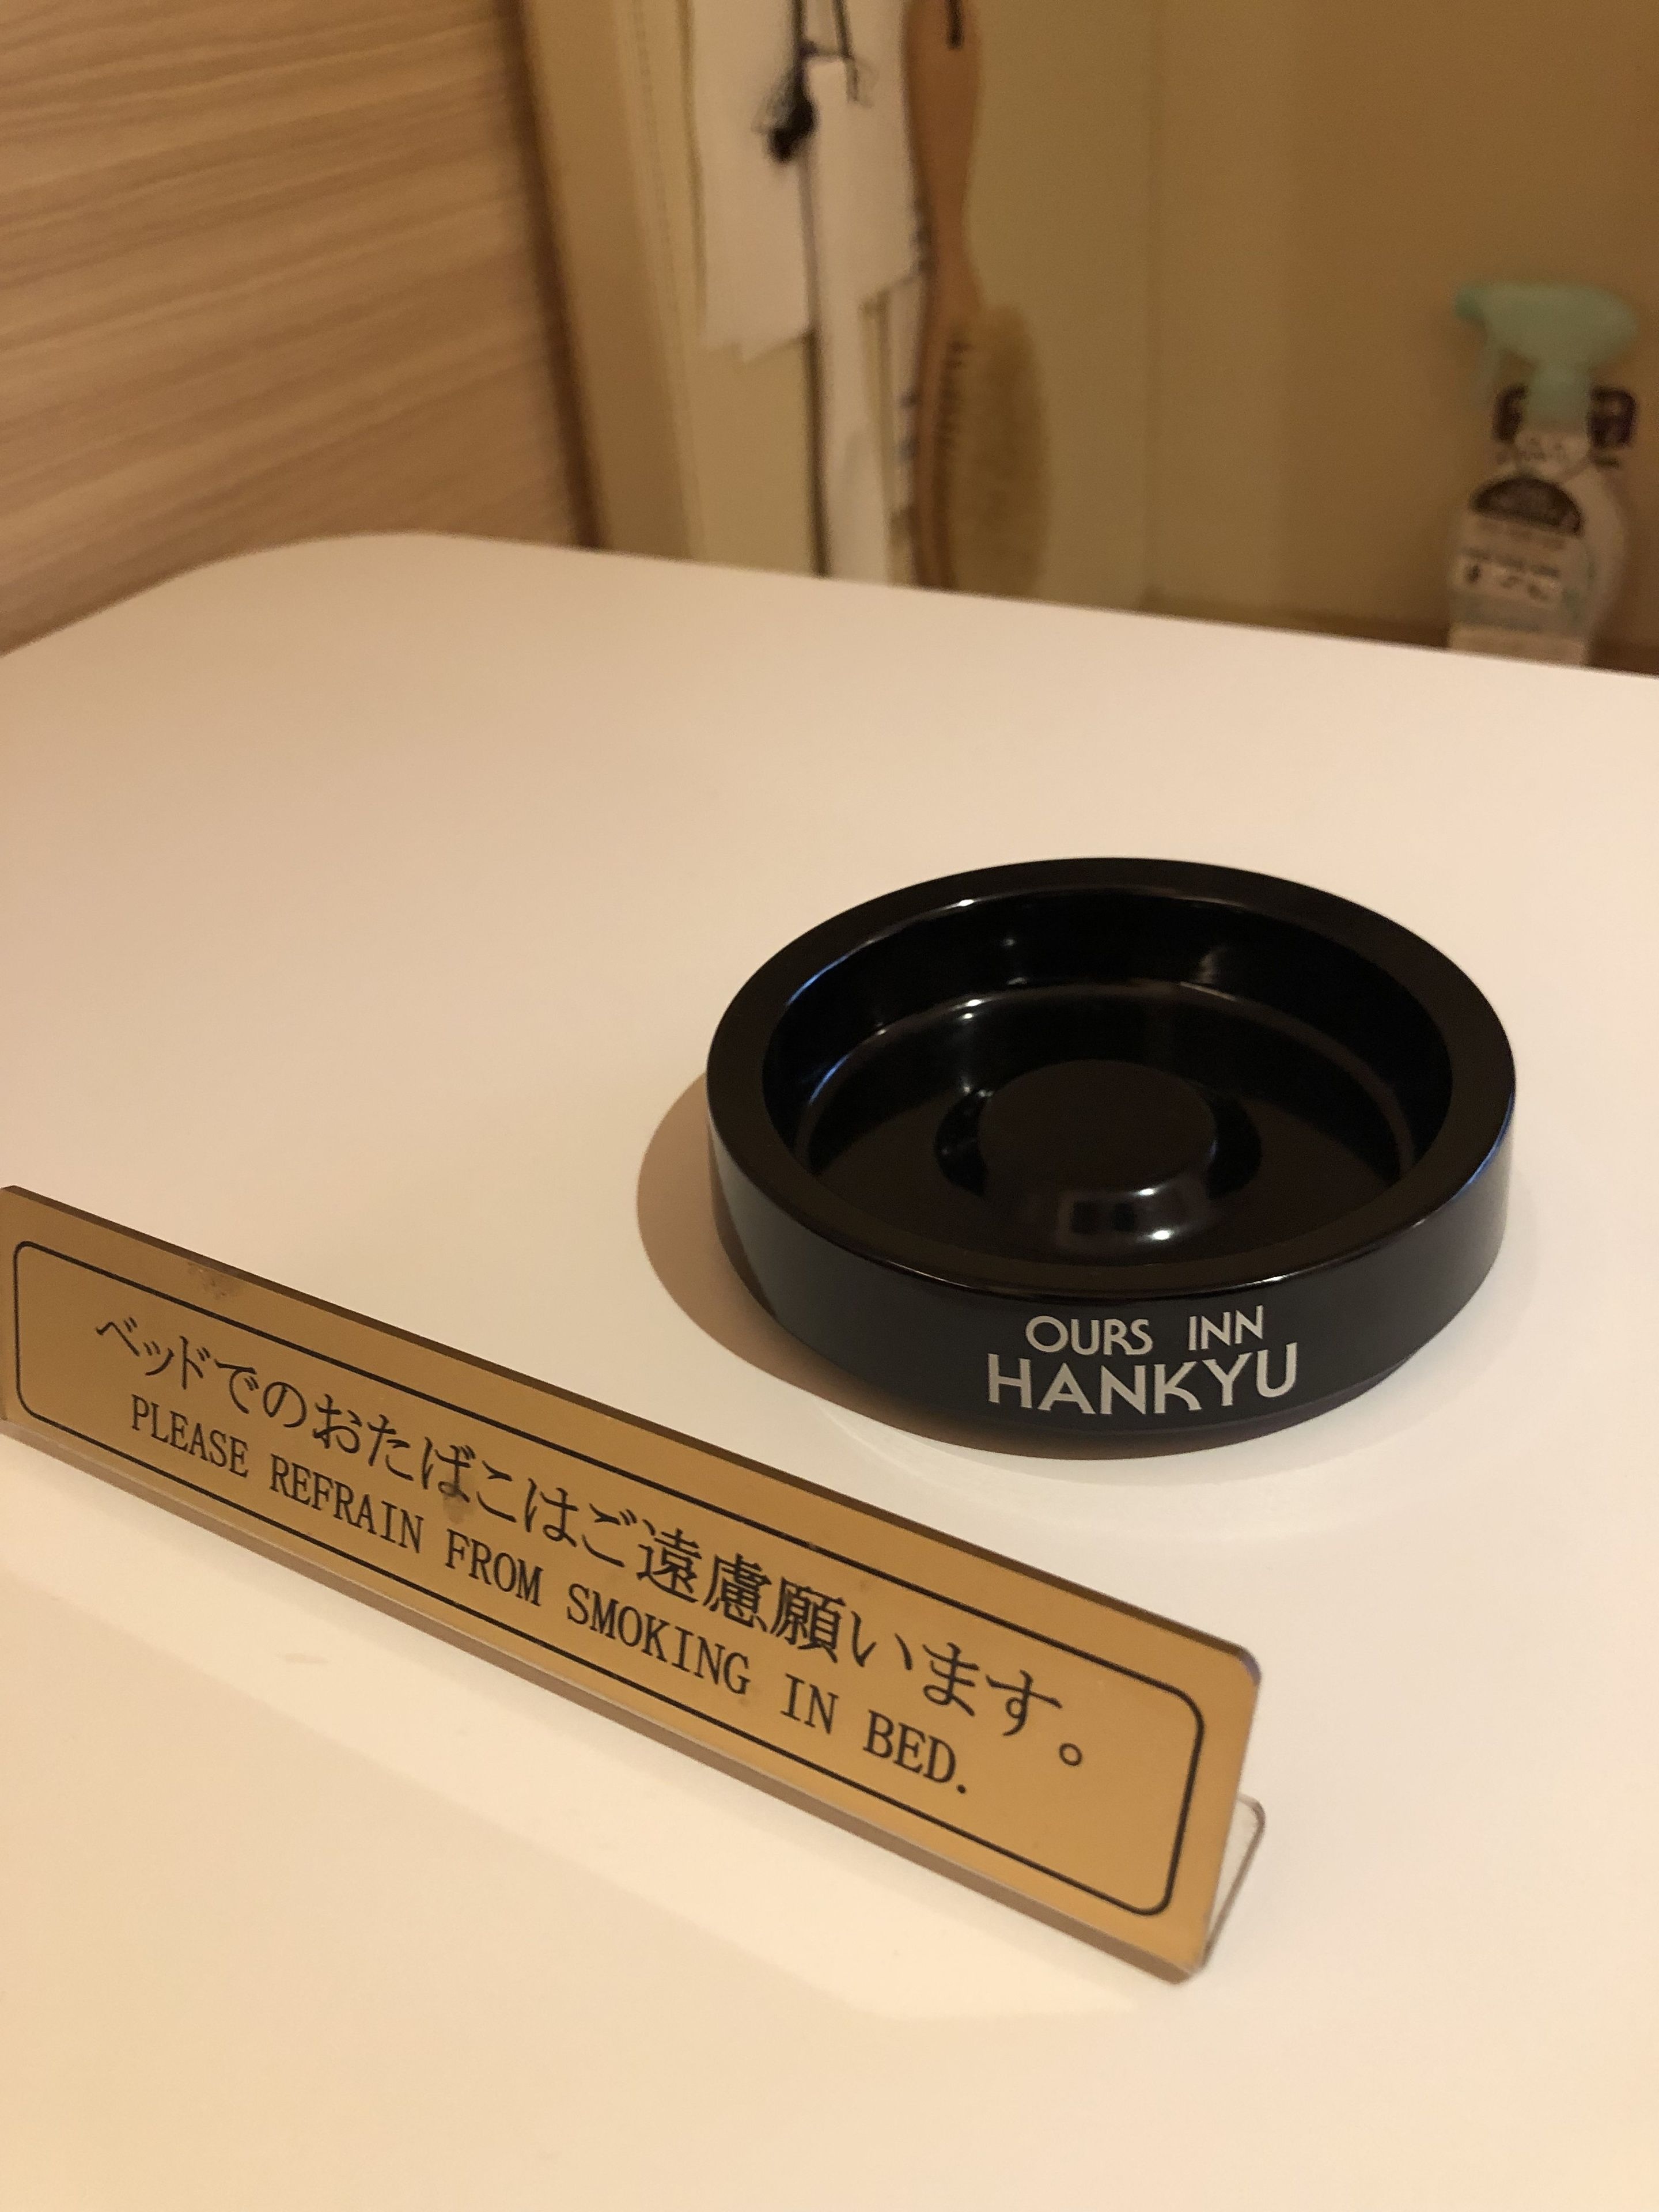 OURS INN
HANKYU
ベッドでのおたばこはご遠慮願います。
PLEASE REFRAIN FROM SMOKING IN BED.